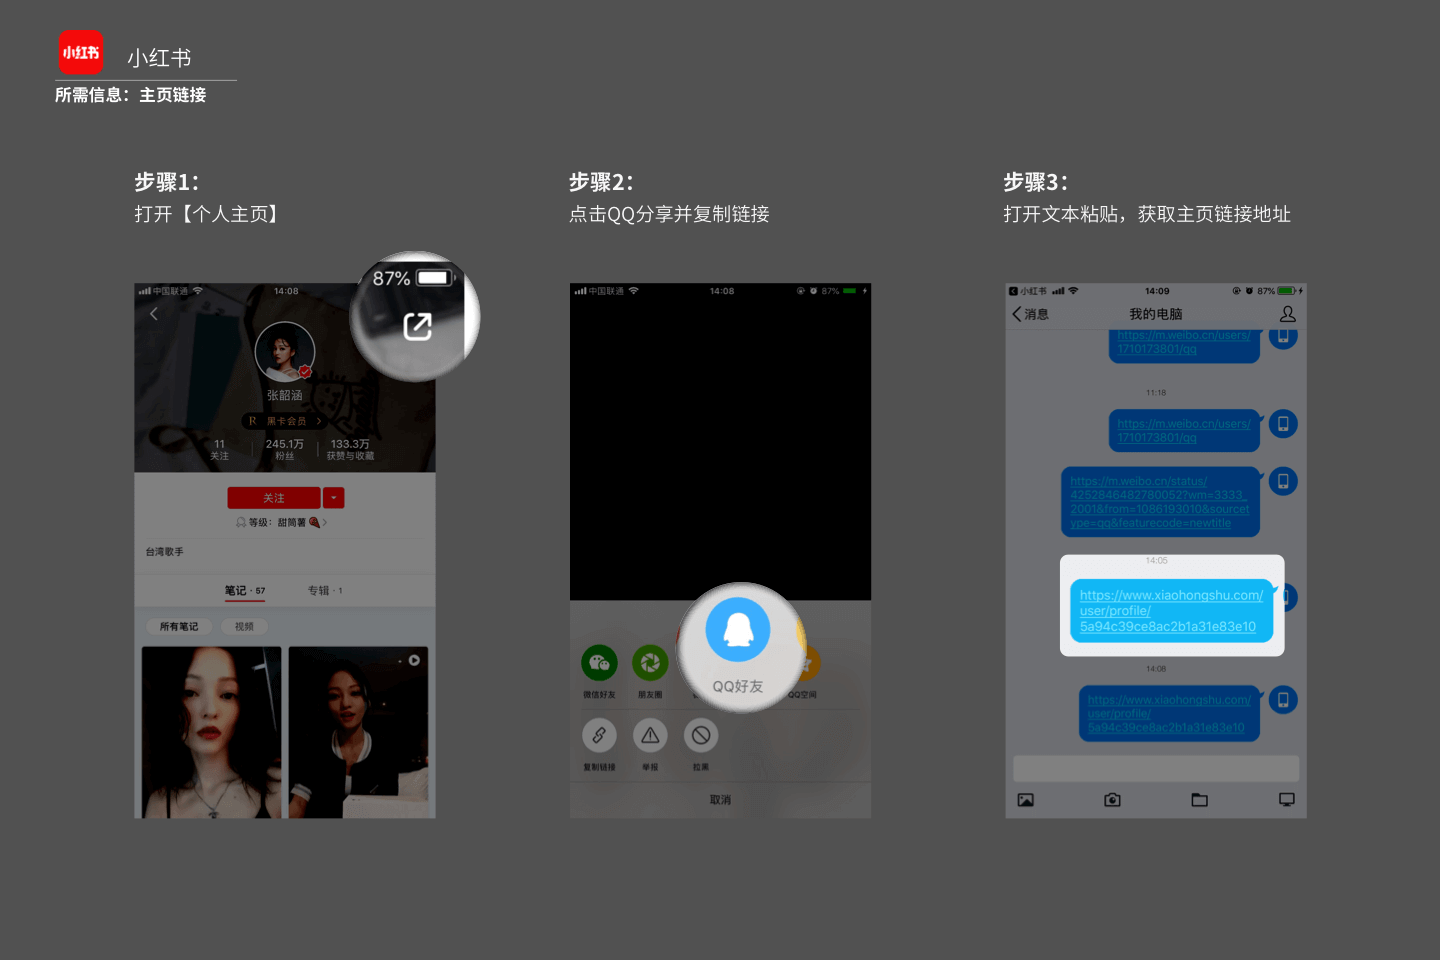 小红书
小红书
所需信息：主页链接
步骤1：
打开【个人主页】
中国联通
14:08
87%
张韶涵
R 黑卡会员
11
关注
245.1万
粉丝
133.3万
获赞与收藏
关注
等级：甜筒薯
台湾歌手
笔记 · 57
专辑 · 1
所有笔记
视频
步骤2：
点击QQ分享并复制链接
中国联通
14:08
87%
微信好友
朋友圈
QQ好友
QQ空间
复制链接
举报
拉黑
取消
步骤3：
打开文本粘贴，获取主页链接地址
小红书
14:09
87%
消息
我的电脑
https://m.weibo.cn/users/
1710173801/qq
11:18
https://m.weibo.cn/users/
1710173801/qq
https://m.weibo.cn/status/
4252846482780052?wm=3333_
2001&from=1086193010&sourcet
ype=qq&featurecode=newtitle
14:05
https://www.xiaohongshu.com/
user/profile/
5a94c39ce8ac2b1a31e83e10
14:08
https://www.xiaohongshu.com/
user/profile/
5a94c39ce8ac2b1a31e83e10